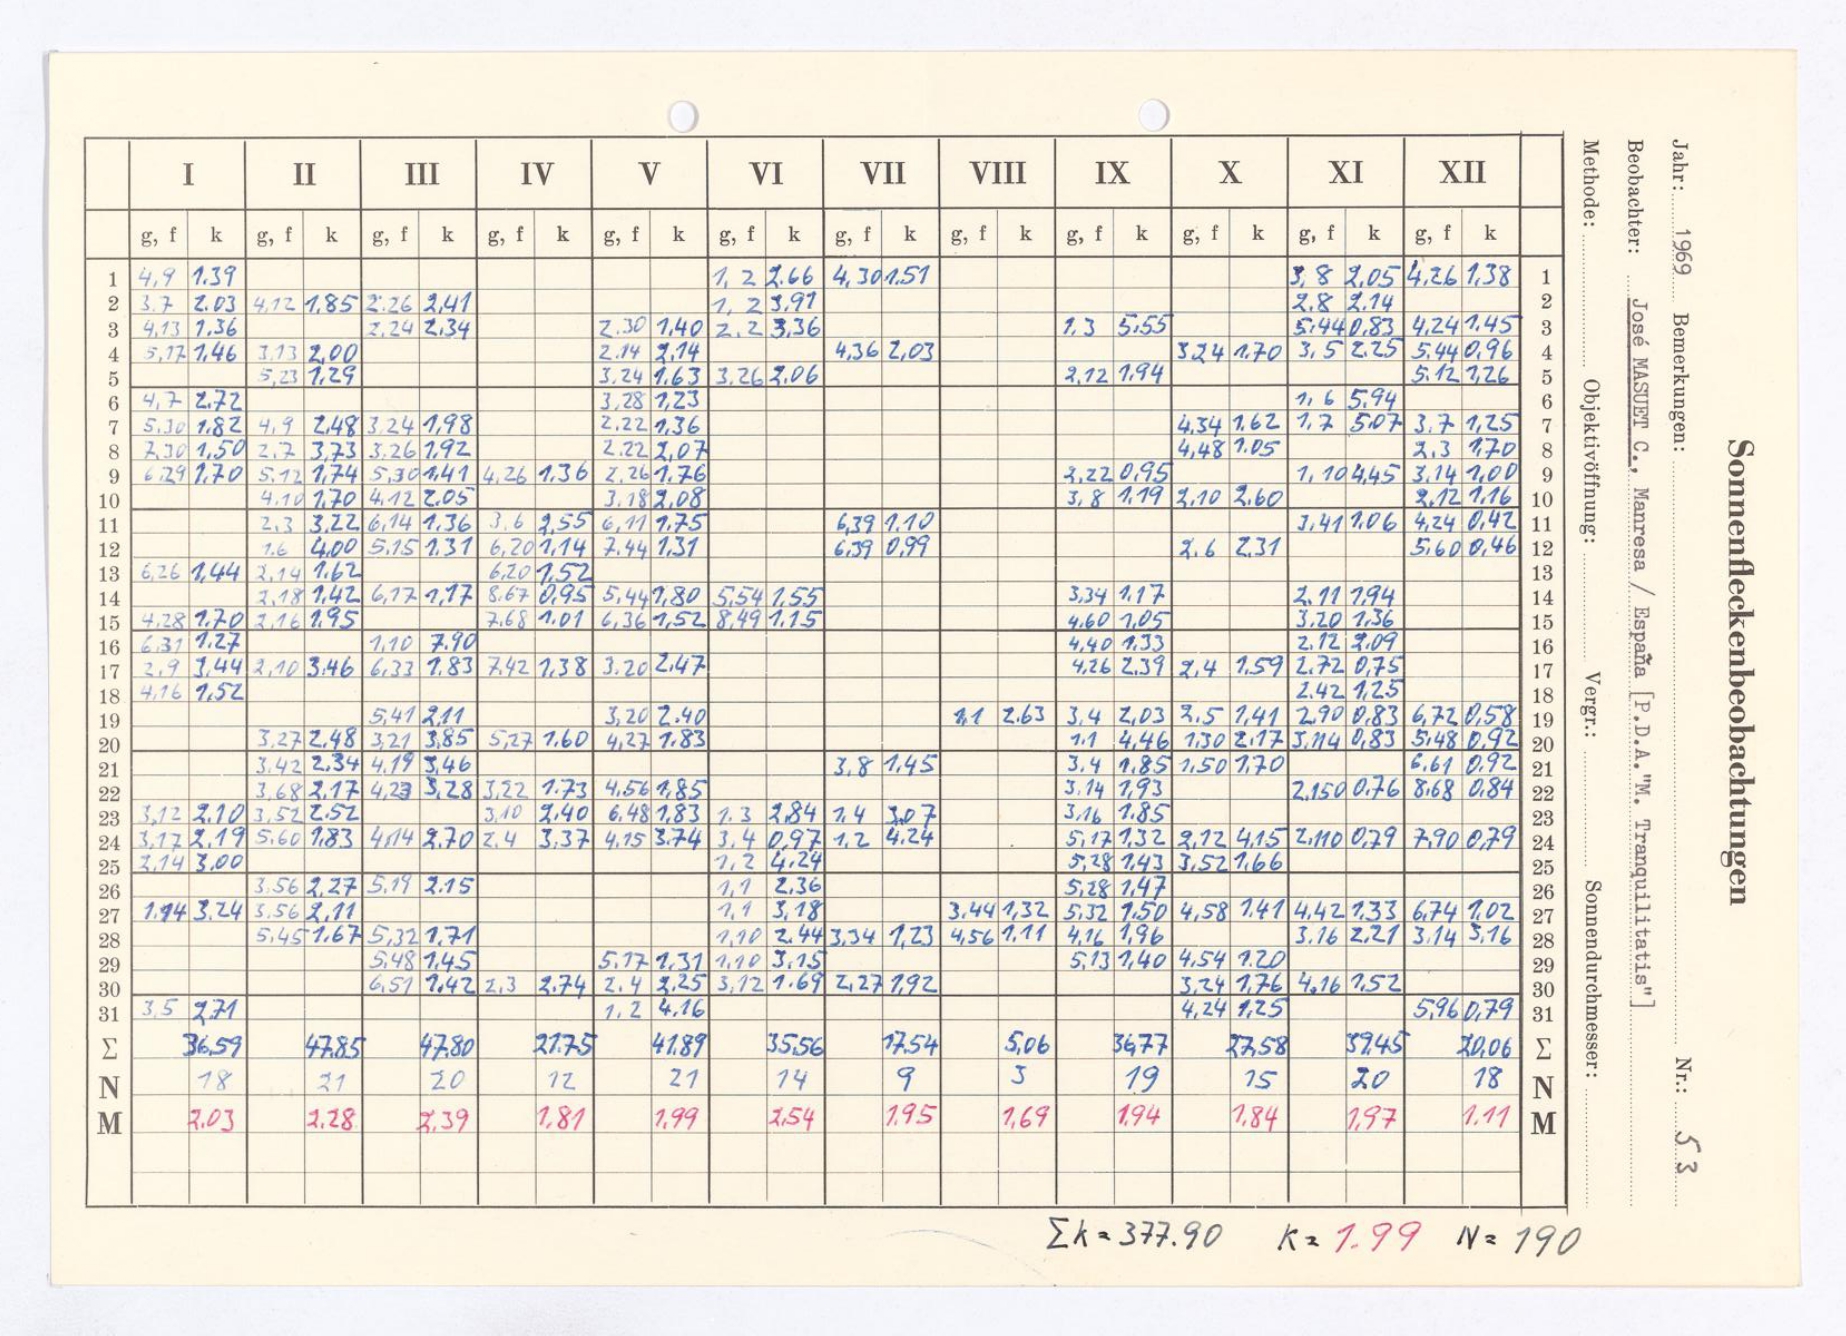 I II III IV V VI VII VIII IX X XI XII
g, f k g, f k g, f k g, f k g, f k g, f k g, f k g, f k g, f k g, f k g, f k g, f k
1 4,9 1.39 1, 2 2.66 4,30 1.51 3, 8 2,05 4,26 1,38 1
2 3.7 2.03 4,12 1,85 2.26 2,41 1, 2 3,91 2.8 2.14 2
3 4,13 1,36 2.24 2.34 2.30 1,40 2.2 3,36 1.3 5.55 5.44 0,83 4,24 1.45 3
4 5,17 1,46 3,13 2,00 2.14 2,14 4,36 2,03 3.24 1.70 3,5 2.25 5,44 0,96 4
5 5,23 1,29 3,24 1.63 3,26 2.06 2,12 1.94 5.12 1,26 5
6 4,7 2.72 3,28 1,23 1,6 5.94 6
7 5,30 1.82 4,9 2,48 3.24 1,98 2,22 1,36 4,34 1,62 1,7 5,07 3,7 1,25 7
8 7,30 1,50 2.7 3,73 3.26 1,92 2.22 2,07 4,48 1.05 2,3 1,70 8
9 6,29 1,70 5.12 1,74 5,30 1,41 4,26 1,36 2,26 1,76 2,22 0,95 1,10 4,45 3.14 1,00 9
10 4.10 1,70 4,12 2.05 3.18 2,08 3,8 1,19 2,10 2.60 2,12 1,16 10
11 2.3 3,22 6,14 1,36 3.6 2,55 6,11 1.75 6,39 1.10 3,41 1,06 4,24 0,42 11
12 1.6 4,00 5.15 1.31 6,20 1,14 7.44 1,31 6,39 0,99 2.6 2,31 5,60 0,46 12
13 6,26 1,44 2,14 1.62 6,20 1,52 13
14 2,18 1,42 6,17 1,17 8.67 0,95 5,44 1,80 5,54 1,55 3,34 1.17 2.11 1,94 14
15 4,28 1,70 2,16 1.95 7.68 1.01 6,36 1,52 8,49 1.15 4,60 1,05 3,20 1,36 15
16 6.31 1.27 1,10 7.90 4,40 1.33 2.12 2,09 16
17 2,9 3,44 2,10 3.46 6,33 1.83 7,42 1,38 3.20 2.47 4,26 2,39 2,4 1.59 2,72 0,75 17
18 4,16 1,52 2.42 1,25 18
19 5,41 2,11 3,20 2.40 1,1 2.63 3,4 2,03 2.5 1,41 2,90 0,83 6,72 0,58 19
20 3,27 2,48 3,21 3,85 5,27 1.60 4,27 1.83 1.1 4,46 1,30 2.17 3,114 0,83 5,48 0,92 20
21 3,42 2,34 4,19 3,46 3,8 1,45 3,4 1,85 1,50 1,70 6,61 0,92 21
22 3,68 2.17 4,23 3,28 3,22 1.73 4,56 1,85 3,14 1,93 2,150 0,76 8,68 0,84 22
23 3,12 2.10 3,52 2.52 3,10 2,40 6,48 1,83 1.3 2,84 1.4 3,07 3,16 1.85 23
24 3,17 2.19 5.60 1,83 4,14 2,70 2,4 3,37 4,15 3.74 3,4 0,97 1,2 4.24 5,17 1,32 2,12 4,15 2,110 0,79 7,90 0,79 24
25 2,14 3.00 1,2 4.24 5,28 1,43 3,52 1,66 25
26 3,56 2,27 5,19 2.15 1,1 2,36 5,28 1,47 26
27 1.14 3,24 3.56 2,11 1,1 3,18 3,44 1,32 5,32 1,50 4,58 1.41 4,42 1,33 6,74 1,02 27
28 5,45 1.67 5,32 1,71 1,10 2.44 3,34 1,23 4,56 1.11 4,16 1,96 3,16 2,21 3,14 3,16 28
29 5,48 1,45 5,17 1,31 1,10 3,15 5,13 1,40 4,54 1.20 29
30 6,51 1,42 2,3 2.74 2,4 2,25 3,12 1.69 2,27 1,92 3,24 1,76 4,16 1,52 30
31 3,5 2.71 1,2 4,16 4,24 1,25 5,96 0,79 31
Σ 36,59 47,85 47,80 21.75 41,89 35,56 17,54 5,06 36,77 27,58 39,45 20,06 Σ
N 18 21 20 12 21 14 9 3 19 15 20 18 N
M 2.03 2.28 2,39 1,81 1,99 2,54 1.95 1,69 1,94 1,84 1,97 1.11 M
Σk = 377.90 K = 1.99 N = 190
Sonnenfleckenbeobachtungen
Jahr: 1969 Bemerkungen: Nr.: 53
Beobachter: José MASUET C., Manresa / España [P.D.A."M. Tranquilitatis"]
Methode: Objektivöffnung: Vergr.: Sonnendurchmesser: